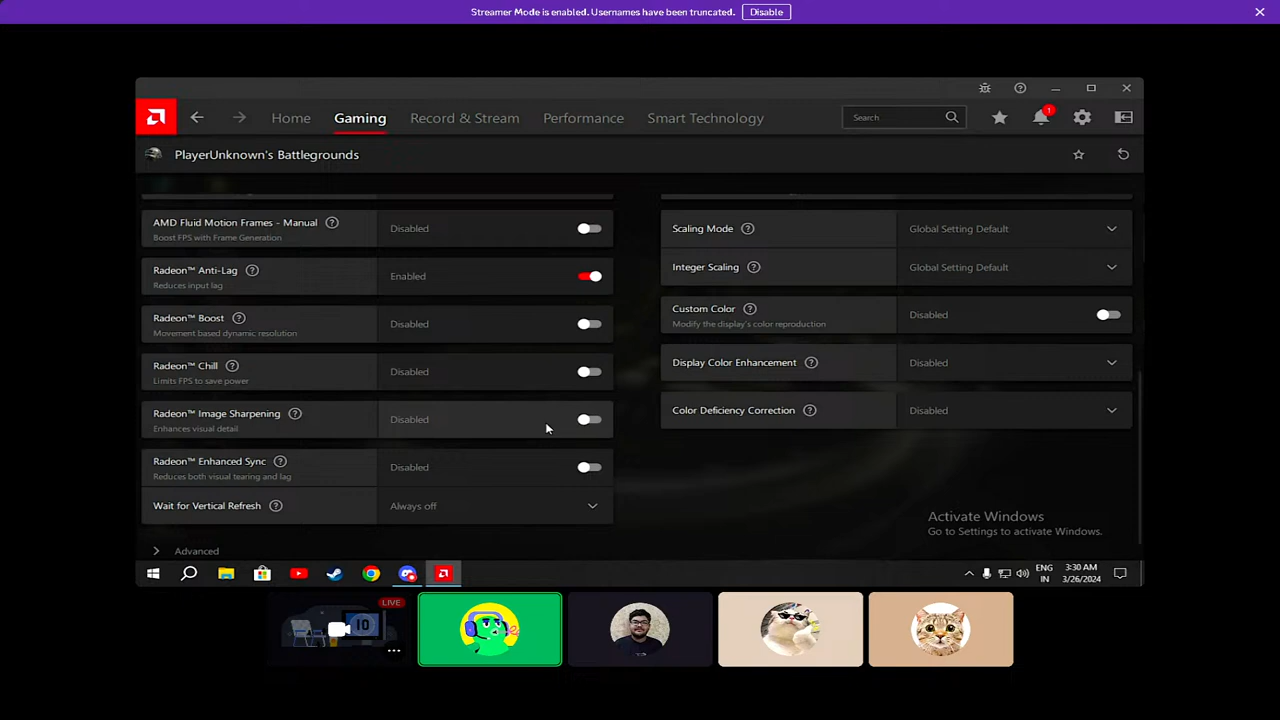 Streamer Mode is enabled. Usernames have been truncated. Disable
Home Gaming Record & Stream Performance Smart Technology Search 1
PlayerUnknown's Battlegrounds
AMD Fluid Motion Frames - Manual Disabled
Boost FPS with Frame Generation
Radeon™ Anti-Lag Enabled
Reduces input lag
Radeon™ Boost Disabled
Movement based dynamic resolution
Radeon™ Chill Disabled
Limits FPS to save power
Radeon™ Image Sharpening Disabled
Enhances visual detail
Radeon™ Enhanced Sync Disabled
Reduces both visual tearing and lag
Wait for Vertical Refresh Always off
Advanced
Scaling Mode Global Setting Default
Integer Scaling Global Setting Default
Custom Color Disabled
Modify the display's color reproduction
Display Color Enhancement Disabled
Color Deficiency Correction Disabled
Activate Windows
Go to Settings to activate Windows.
ENG
IN
3:30 AM
3/26/2024
LIVE